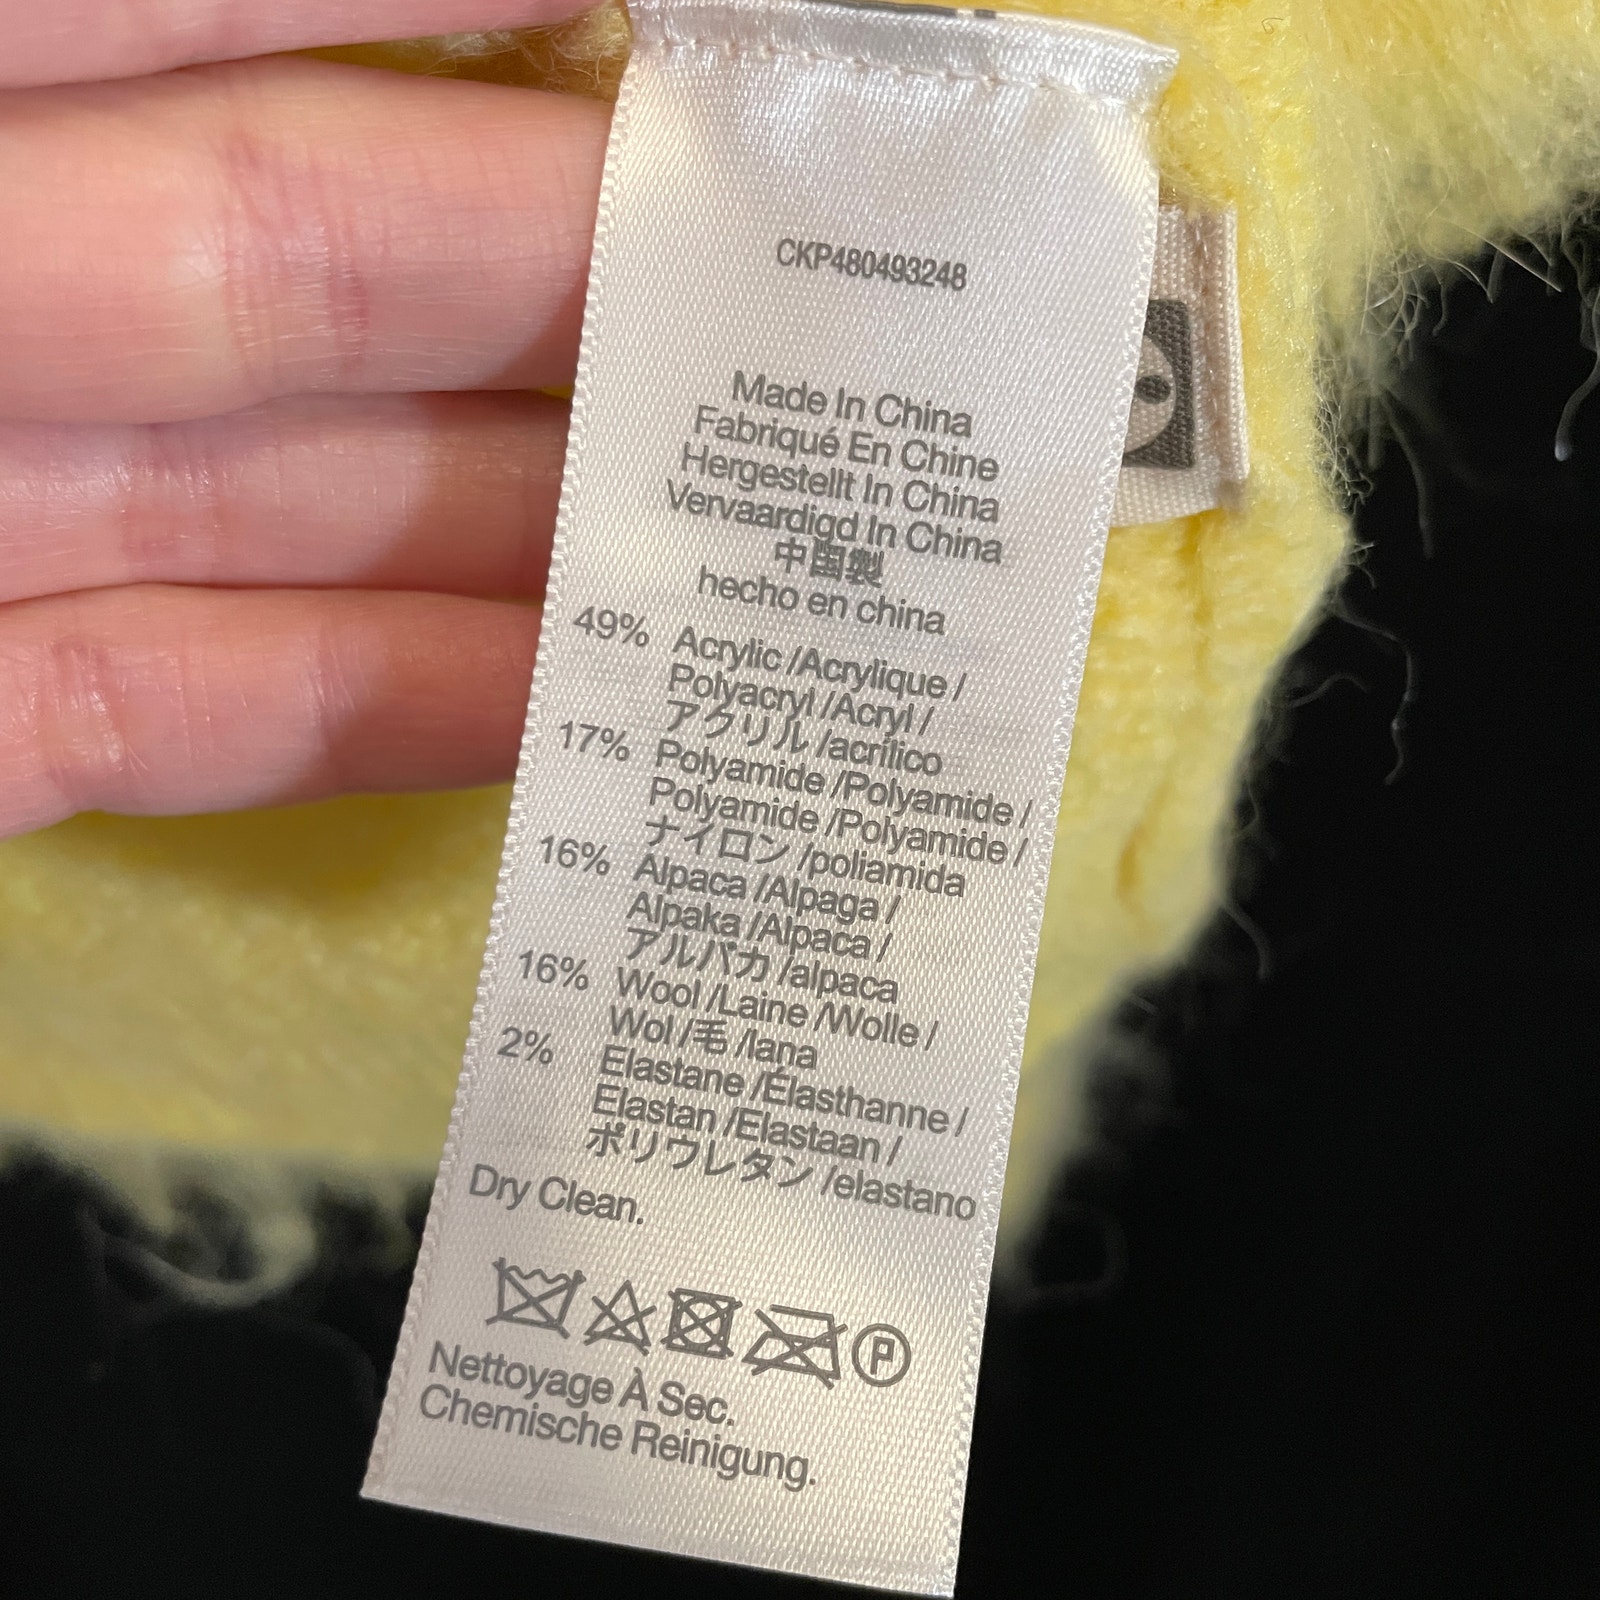 CKP480493248
Made In China
Fabriqué En Chine
Hergestellt In China
Vervaardigd In China
中国製
hecho en china
49% Acrylic /Acrylique /
Polyacryl /Acryl /
アクリル /acrílico
17% Polyamide /Polyamide /
Polyamide /Polyamide /
ナイロン /poliamida
16% Alpaca /Alpaga /
Alpaka /Alpaca /
アルパカ /alpaca
16% Wool /Laine /Wolle /
Wol /毛 /lana
2% Elastane /Élasthanne /
Elastan /Elastaan /
ポリウレタン /elastano
Dry Clean.
P
Nettoyage À Sec.
Chemische Reinigung.